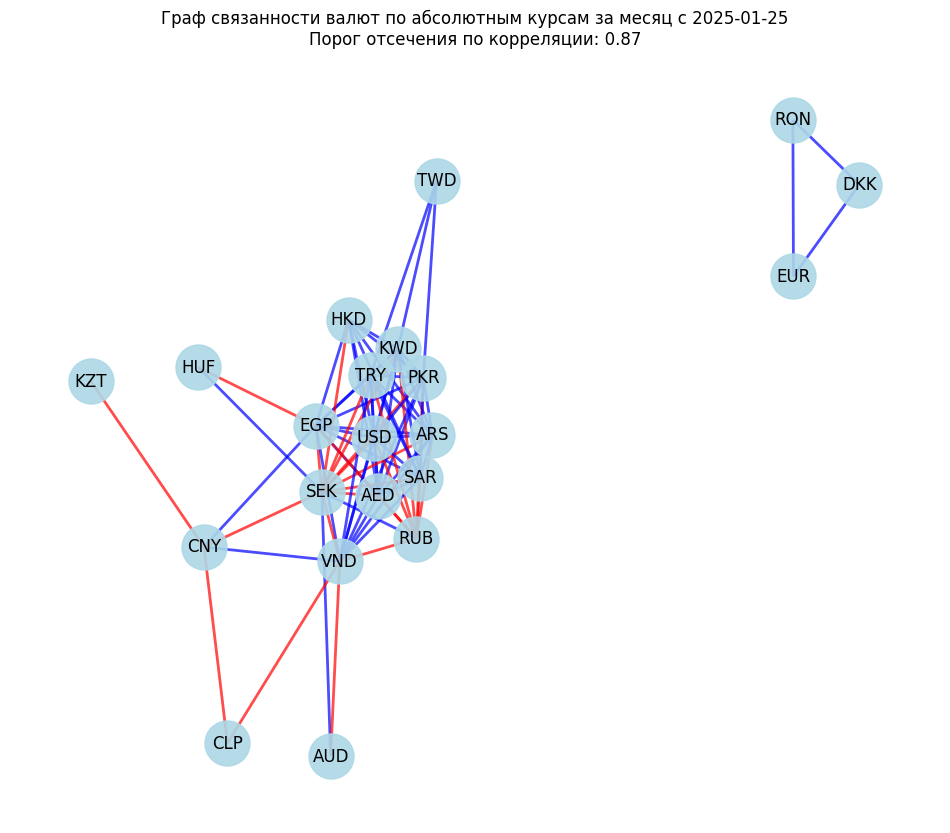 Граф связанности валют по абсолютным курсам за месяц с 2025-01-25
Порог отсечения по корреляции: 0.87
RON
TWD
DKK
EUR
HKD
KWD
HUF
TRY
PKR
KZT
EGP
USD
ARS
SAR
SEK
AED
RUB
CNY
VND
CLP
AUD